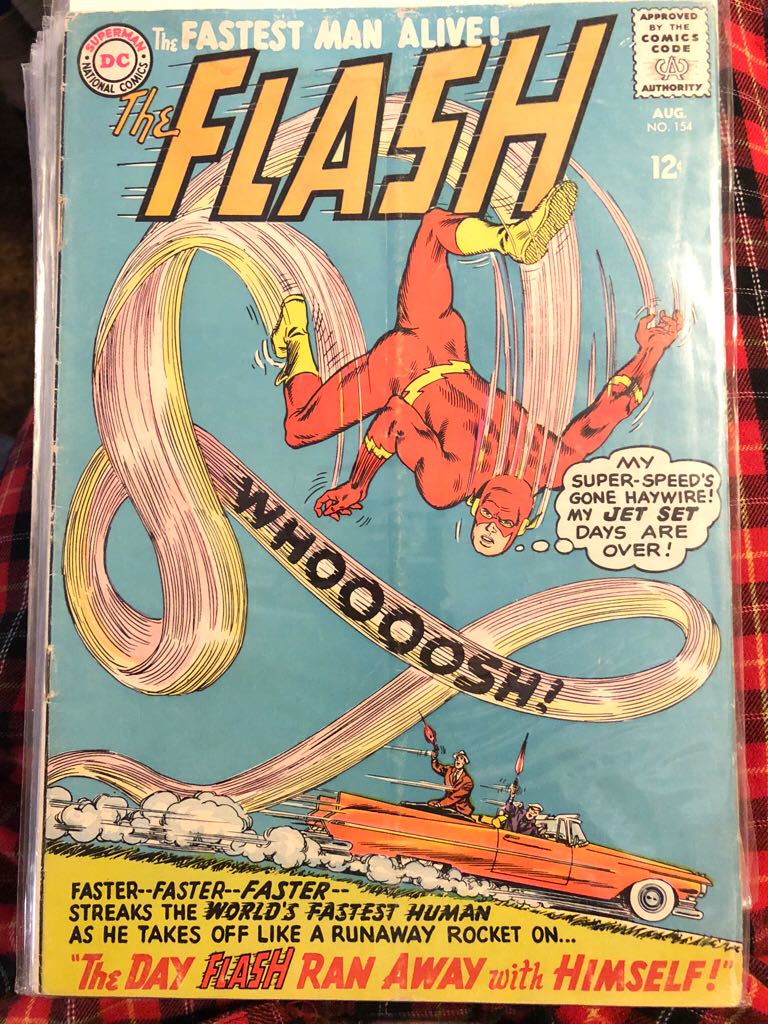 SUPERMAN
DC
NATIONAL COMICS
The FASTEST MAN ALIVE!
The FLASH
APPROVED
BY THE
COMICS
CODE
CA
AUTHORITY
AUG.
NO. 154
12¢
MY
SUPER-SPEED'S
GONE HAYWIRE!
MY JET SET
DAYS ARE
OVER!
WHOOOOOSH!
FASTER--FASTER--FASTER--
STREAKS THE WORLD'S FASTEST HUMAN
AS HE TAKES OFF LIKE A RUNAWAY ROCKET ON...
"The DAY FLASH RAN AWAY with HIMSELF!"